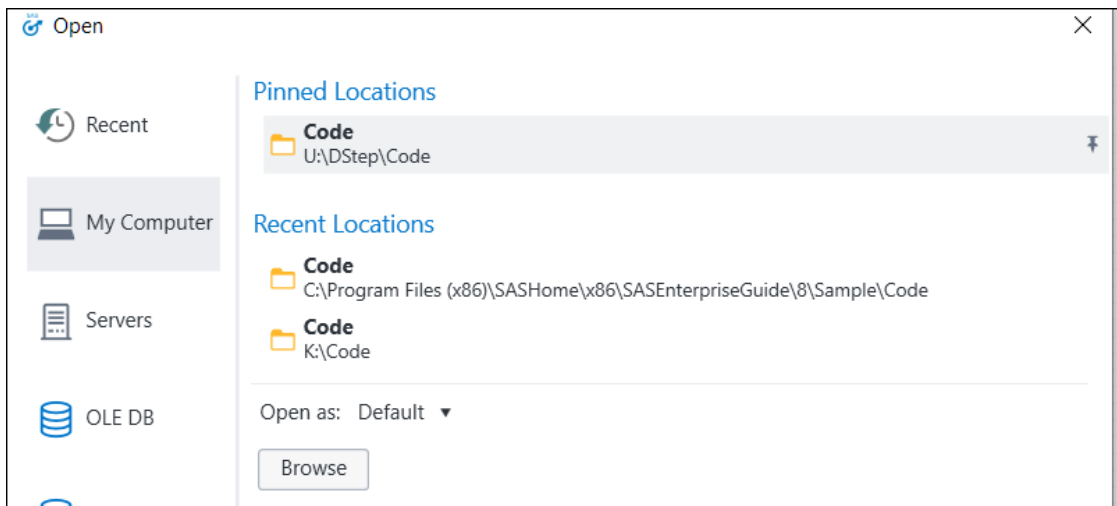 Open
Recent
My Computer
Servers
OLE DB
Pinned Locations
Code
U:\DStep\Code
Recent Locations
Code
C:\Program Files (x86)\SASHome\x86\SASEnterpriseGuide\8\Sample\Code
Code
K:\Code
Open as: Default
Browse